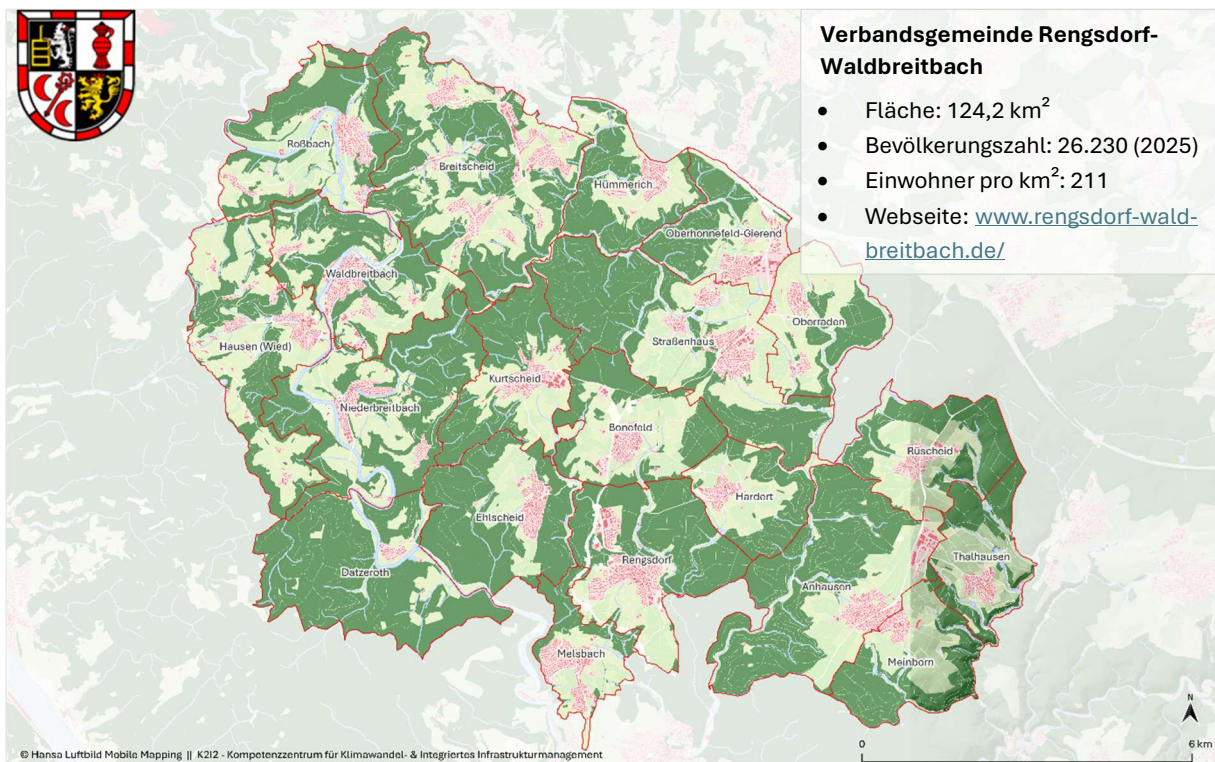 Verbandsgemeinde Rengsdorf-
Waldbreitbach
• Fläche: 124,2 km²
• Bevölkerungszahl: 26.230 (2025)
• Einwohner pro km²: 211
• Webseite: www.rengsdorf-wald-
breitbach.de/
Roßbach
Breitscheid
Hümmerich
Oberhonnefeld-Gierend
Waldbreitbach
Oberraden
Straßenhaus
Hausen (Wied)
Kurtscheid
Niederbreitbach
Bonefeld
Rüscheid
Hardert
Ehlscheid
Thalhausen
Rengsdorf
Datzeroth
Anhausen
Melsbach
Meinborn
N
0 6 km
© Hansa Luftbild Mobile Mapping || K2I2 - Kompetenzzentrum für Klimawandel- & Integriertes Infrastrukturmanagement